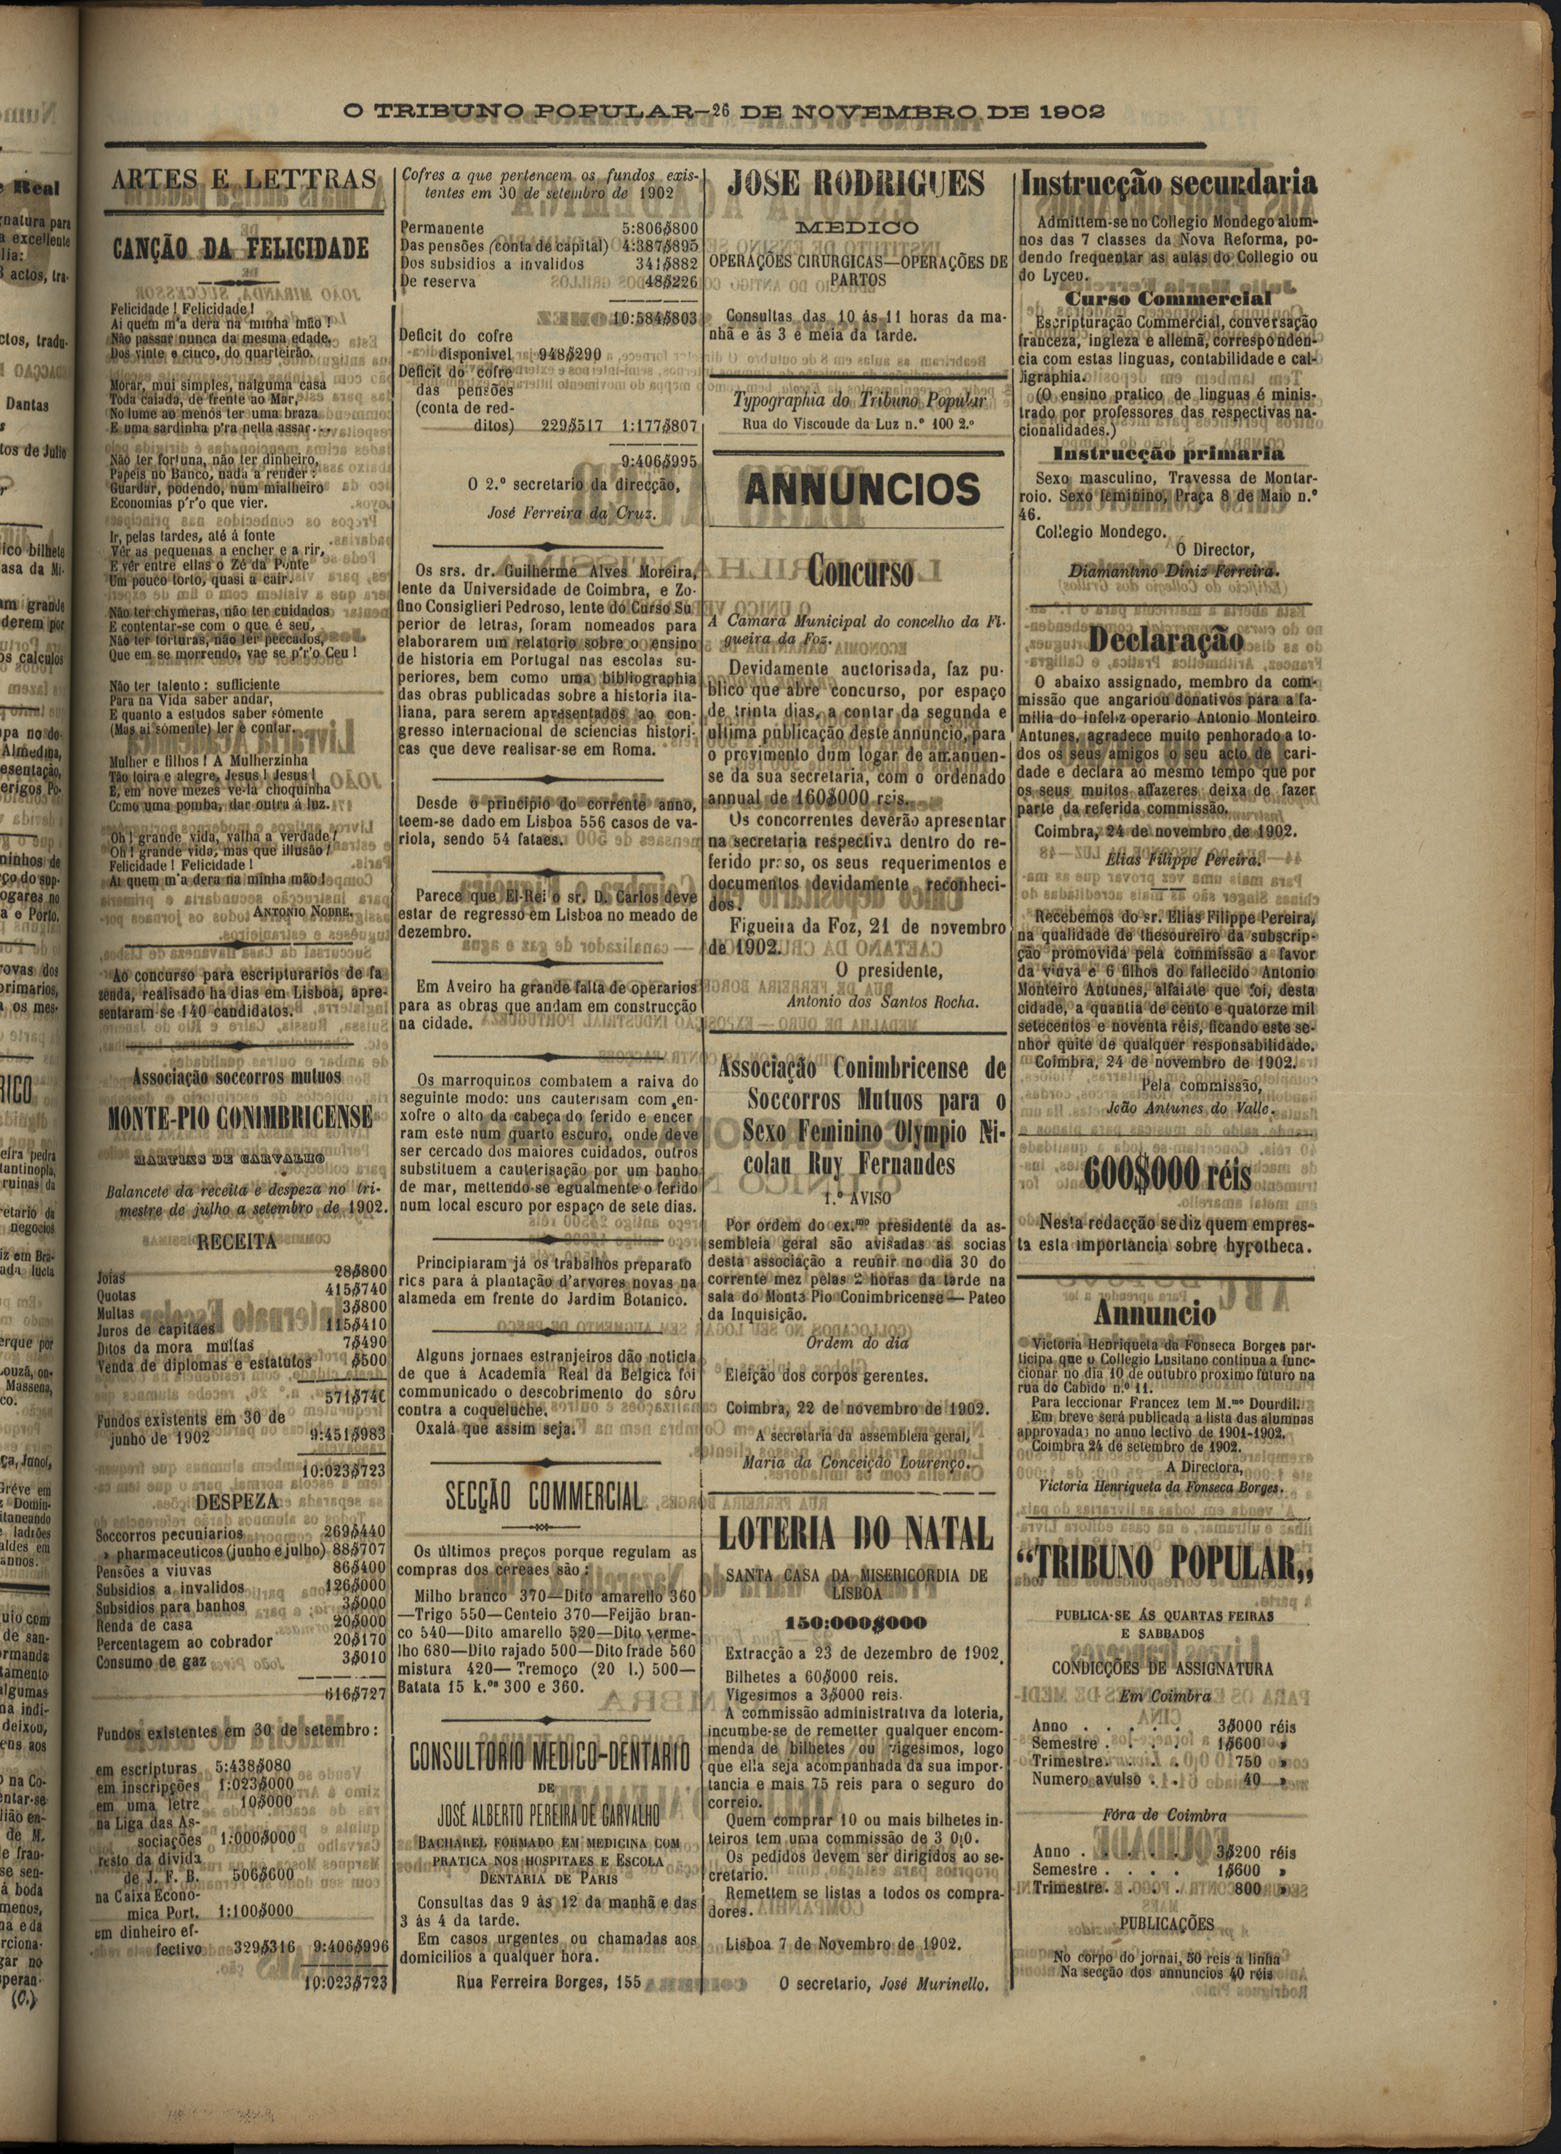 O TRIBUNO POPULAR—26 DE NOVEMBRO DE 1902
ARTES E LETTRAS
CANÇÃO DA FELICIDADE
Felicidade! Felicidade!
Ai quem m'a dera na minha mão!
Não passar nunca da mesma edade,
Dos vinte e cinco, do quarteirão.
Morar, mui simples, nalguma casa
Toda caiada, de frente ao Mar,
No lume ao menos ter uma braza
E uma sardinha p'ra nella assar...
Não ter fortuna, não ter dinheiro,
Papeis no Banco, nada a render:
Guardar, podendo, num mialheiro
Economias p'r'o que vier.
Ir, pelas tardes, até á fonte
Vêr as pequenas a encher e a rir,
E vêr entre ellas o Zé da Ponte
Um pouco torto, quasi a cair.
Não ter chymeras, não ter cuidados
E contentar-se com o que é seu,
Não ter torturas, não ter peccados,
Que em se morrendo, vae se p'r'o Ceu!
Não ter talento: sufficiente
Para na Vida saber andar,
E quanto a estudos saber sómente
(Mas ai sómente) ler e contar.
Mulher e filhos! A Mulherzinha
Tão loira e alegre, Jesus! Jesus!
E, em nove mezes vê-la choquinha
Como uma pomba, dar outra á luz.
Oh! grande vida, valha a verdade!
Oh! grande vida, mas que illusão!
Felicidade! Felicidade!
Ai quem m'a dera na minha mão!
ANTONIO NOBRE.
Ao concurso para escripturarios de fa
zenda, realisado ha dias em Lisboa, apre-
sentaram-se 140 candidatos.
Associação soccorros mutuos
MONTE-PIO CONIMBRICENSE
MARTINS DE CARVALHO
Balancete da receita e despeza no tri-
mestre de julho a setembro de 1902.
RECEITA
Joias 28$800
Quotas 415$740
Multas 3$800
Juros de capitães 115$410
Ditos da mora multas 7$490
Venda de diplomas e estatutos $500
571$740
Fundos existents em 30 de
junho de 1902 9:451$983
10:023$723
DESPEZA
Soccorros pecuniarios 269$440
» pharmaceuticos (junho e julho) 88$707
Pensões a viuvas 86$400
Subsidios a invalidos 126$000
Subsidios para banhos 3$000
Renda de casa 20$000
Percentagem ao cobrador 20$170
Consumo de gaz 3$010
616$727
Fundos existentes em 30 de setembro:
em escripturas 5:438$080
em inscripções 1:023$000
em uma letra 10$000
na Liga das As-
sociações 1:000$000
resto da divida
de J. F. B. 506$600
na Caixa Econo-
mica Port. 1:100$000
em dinheiro ef-
fectivo 329$316 9:406$996
10:023$723
Cofres a que pertencem os fundos exis-
tentes em 30 de setembro de 1902
Permanente 5:806$800
Das pensões (conta de capital) 4:387$895
Dos subsidios a invalidos 341$882
De reserva 48$226
10:584$803
Deficit do cofre
disponivel 948$290
Deficit do cofre
das pensões
(conta de red-
ditos) 229$517 1:177$807
9:406$995
O 2.º secretario da direcção,
José Ferreira da Cruz.
Os srs. dr. Guilherme Alves Moreira,
lente da Universidade de Coimbra, e Zo-
fino Consiglieri Pedroso, lente do Curso Su
perior de letras, foram nomeados para
elaborarem um relatorio sobre o ensino
de historia em Portugal nas escolas su-
periores, bem como uma bibliographia
das obras publicadas sobre a historia ita-
liana, para serem apresentados ao con-
gresso internacional de sciencias histori-
cas que deve realisar-se em Roma.
Desde o principio do corrente anno,
teem-se dado em Lisboa 556 casos de va-
riola, sendo 54 fataes.
Parece que El-Rei o sr. D. Carlos deve
estar de regresso em Lisboa no meado de
dezembro.
Em Aveiro ha grande falta de operarios
para as obras que andam em construcção
na cidade.
Os marroquinos combatem a raiva do
seguinte modo: uns cauterisam com en-
xofre o alto da cabeça do ferido e encer
ram este num quarto escuro, onde deve
ser cercado dos maiores cuidados, outros
substituem a cauterisação por um banho
de mar, mettendo-se egualmente o ferido
num local escuro por espaço de sete dias.
Principiaram já os trabalhos preparato
rios para á plantação d'arvores novas na
alameda em frente do Jardim Botanico.
Alguns jornaes estranjeiros dão noticia
de que á Academia Real da Belgica foi
communicado o descobrimento do sôro
contra a coqueluche.
Oxalá que assim seja.
SECÇÃO COMMERCIAL
Os últimos preços porque regulam as
compras dos cereaes são:
Milho branco 370—Dito amarello 360
—Trigo 550—Centeio 370—Feijão bran-
co 540—Dito amarello 520—Dito verme-
lho 680—Dito rajado 500—Dito frade 560
mistura 420—Tremoço (20 l.) 500—
Batata 15 k.os 300 e 360.
CONSULTORIO MEDICO-DENTARIO
DE
JOSÉ ALBERTO PEREIRA DE CARVALHO
BACHAREL FORMADO EM MEDICINA COM
PRATICA NOS HOSPITAES E ESCOLA
DENTARIA DE PARIS
Consultas das 9 ás 12 da manhã e das
3 ás 4 da tarde.
Em casos urgentes ou chamadas aos
domicilios a qualquer hora.
Rua Ferreira Borges, 155
JOSE RODRIGUES
MEDICO
OPERAÇÕES CIRURGICAS—OPERAÇÕES DE
PARTOS
Consultas das 10 ás 11 horas da ma-
nhã e ás 3 e meia da tarde.
Typographia do Tribuno Popular
Rua do Viscoude da Luz n.º 100 2.º
ANNUNCIOS
Concurso
A Camara Municipal do concelho da Fi-
gueira da Foz.
Devidamente auctorisada, faz pu-
blico que abre concurso, por espaço
de trinta dias, a contar da segunda e
ultima publicação deste annuncio, para
o provimento dum logar de amanuen-
se da sua secretaria, com o ordenado
annual de 160$000 reis.
Os concorrentes deverão apresentar
na secretaria respectiva dentro do re-
ferido praso, os seus requerimentos e
documentos devidamente reconheci-
dos.
Figueira da Foz, 21 de novembro
de 1902.
O presidente,
Antonio dos Santos Rocha.
Associação Conimbricense de
Soccorros Mutuos para o
Sexo Feminino Olympio Ni-
colau Ruy Fernandes
1.º AVISO
Por ordem do ex.mo presidente da as-
sembleia geral são avisadas as socias
desta associação a reunir no dia 30 do
corrente mez pelas 2 horas da tarde na
sala do Monte Pio Conimbricense—Pateo
da Inquisição.
Ordem do dia
Eleição dos corpos gerentes.
Coimbra, 22 de novembro de 1902.
A secretaria da assembleia geral,
Maria da Conceição Lourenço.
LOTERIA DO NATAL
SANTA CASA DA MISERICORDIA DE
LISBOA
150:000$000
Extracção a 23 de dezembro de 1902.
Bilhetes a 60$000 reis.
Vigesimos a 3$000 reis.
A commissão administrativa da loteria,
incumbe-se de remetter qualquer encom-
menda de bilhetes ou vigesimos, logo
que ella seja acompanhada da sua impor-
tancia e mais 75 reis para o seguro do
correio.
Quem comprar 10 ou mais bilhetes in-
teiros tem uma commissão de 3 0|0.
Os pedidos devem ser dirigidos ao se-
cretario.
Remettem se listas a todos os compra-
dores.
Lisboa 7 de Novembro de 1902.
O secretario, José Murinello.
Instrucção secundaria
Admittem-se no Collegio Mondego alum-
nos das 7 classes da Nova Reforma, po-
dendo frequentar as aulas do Collegio ou
do Lyceu.
Curso Commercial
Escripturação Commercial, conversação
franceza, ingleza e allemã, corresponden-
cia com estas linguas, contabilidade e cal-
ligraphia.
(O ensino pratico de linguas é minis-
trado por professores das respectivas na-
cionalidades.)
Instrucção primaria
Sexo masculino, Travessa de Montar-
roio. Sexo feminino, Praça 8 de Maio n.º
46.
Collegio Mondego.
O Director,
Diamantino Diniz Ferreira.
Declaração
O abaixo assignado, membro da com-
missão que angariou donativos para a fa-
milia do infeliz operario Antonio Monteiro
Antunes, agradece muito penhorado a to-
dos os seus amigos o seu acto de cari-
dade e declara ao mesmo tempo que por
os seus muitos affazeres deixa de fazer
parte da referida commissão.
Coimbra, 24 de novembro de 1902.
Elias Filippe Pereira.
Recebemos do sr. Elias Filippe Pereira,
na qualidade de thesoureiro da subscrip-
ção promovida pela commissão a favor
da viuva e 6 filhos do fallecido Antonio
Monteiro Antunes, alfaiate que foi, desta
cidade, a quantia de cento e quatorze mil
setecentos e noventa réis, ficando este se-
nhor quite de qualquer responsabilidade.
Coimbra, 24 de novembro de 1902.
Pela commissão,
João Antunes do Valle.
600$000 réis
Nesta redacção se diz quem empres-
ta esta importancia sobre hypotheca.
Annuncio
Victoria Henriqueta da Fonseca Borges par-
ticipa que o Collegio Lusitano continua a func-
cionar no dia 10 de outubro proximo futuro na
rua do Cabido n.º 11.
Para leccionar Francez tem M.me Dourdil.
Em breve será publicada a lista das alumnas
approvadas no anno lectivo de 1901-1902.
Coimbra 24 de setembro de 1902.
A Directora,
Victoria Henriqueta da Fonseca Borges.
"TRIBUNO POPULAR„
PUBLICA-SE ÁS QUARTAS FEIRAS
E SABBADOS
CONDICÇÕES DE ASSIGNATURA
Em Coimbra
Anno . . . . . 3$000 réis
Semestre . . . . 1$600 »
Trimestre. . . . 750 »
Numero avulso . . 40 »
Fóra de Coimbra
Anno . . . . . 3$200 réis
Semestre . . . . 1$600 »
Trimestre. . . . 800 »
PUBLICAÇÕES
No corpo do jornal, 50 reis a linha
Na secção dos annuncios 40 réis